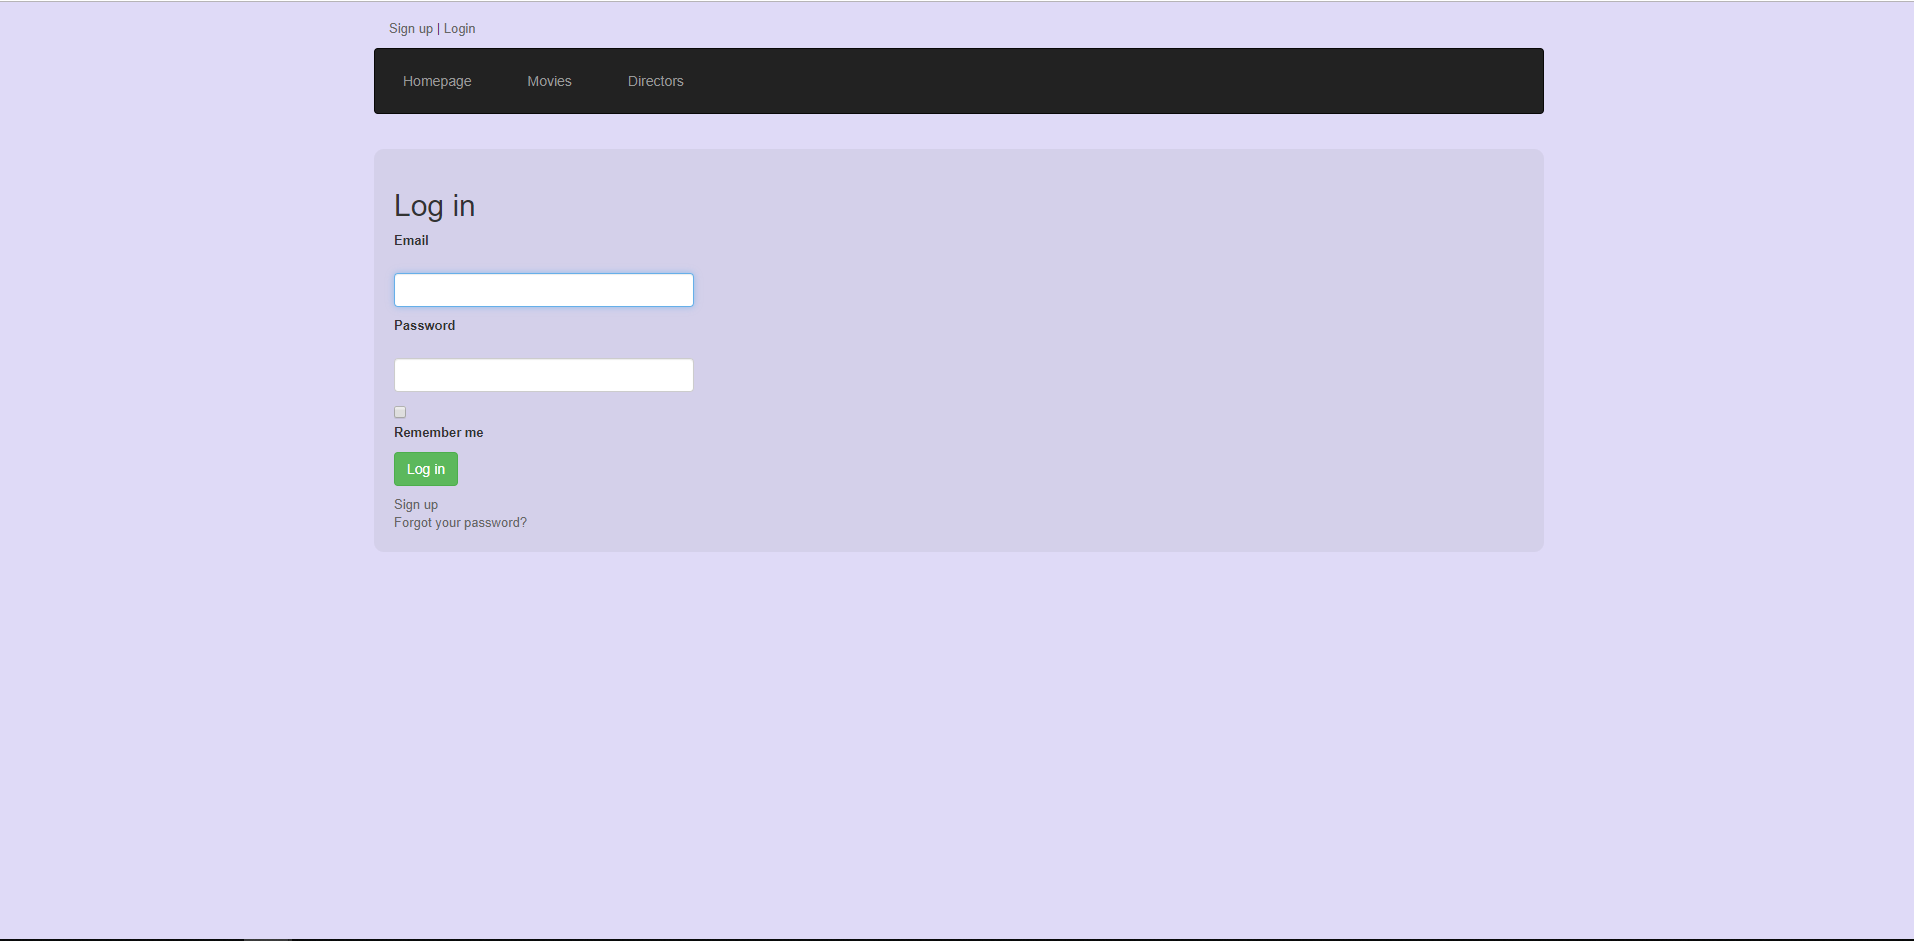 Sign up | Login
Homepage Movies Directors
Log in
Email
Password
Remember me
Log in
Sign up
Forgot your password?